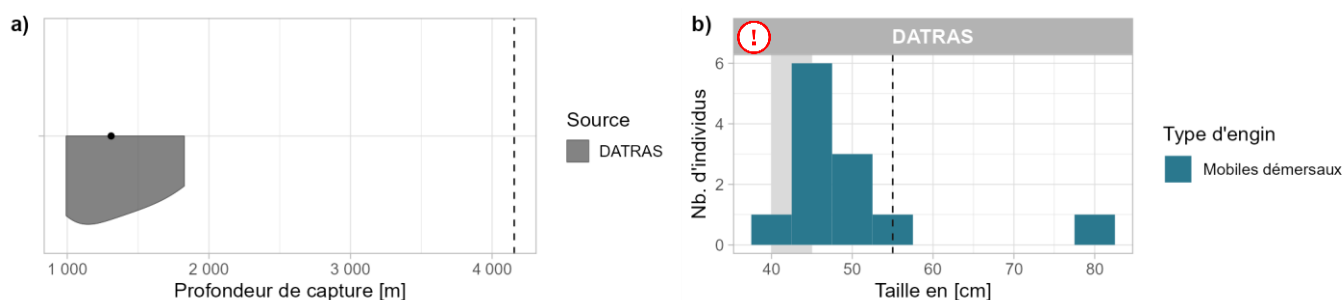 a)
1 000 2 000 3 000 4 000
Profondeur de capture [m]
Source
DATRAS
b)
! DATRAS
6
4
2
0
Nb. d'individus
40 50 60 70 80
Taille en [cm]
Type d'engin
Mobiles démersaux